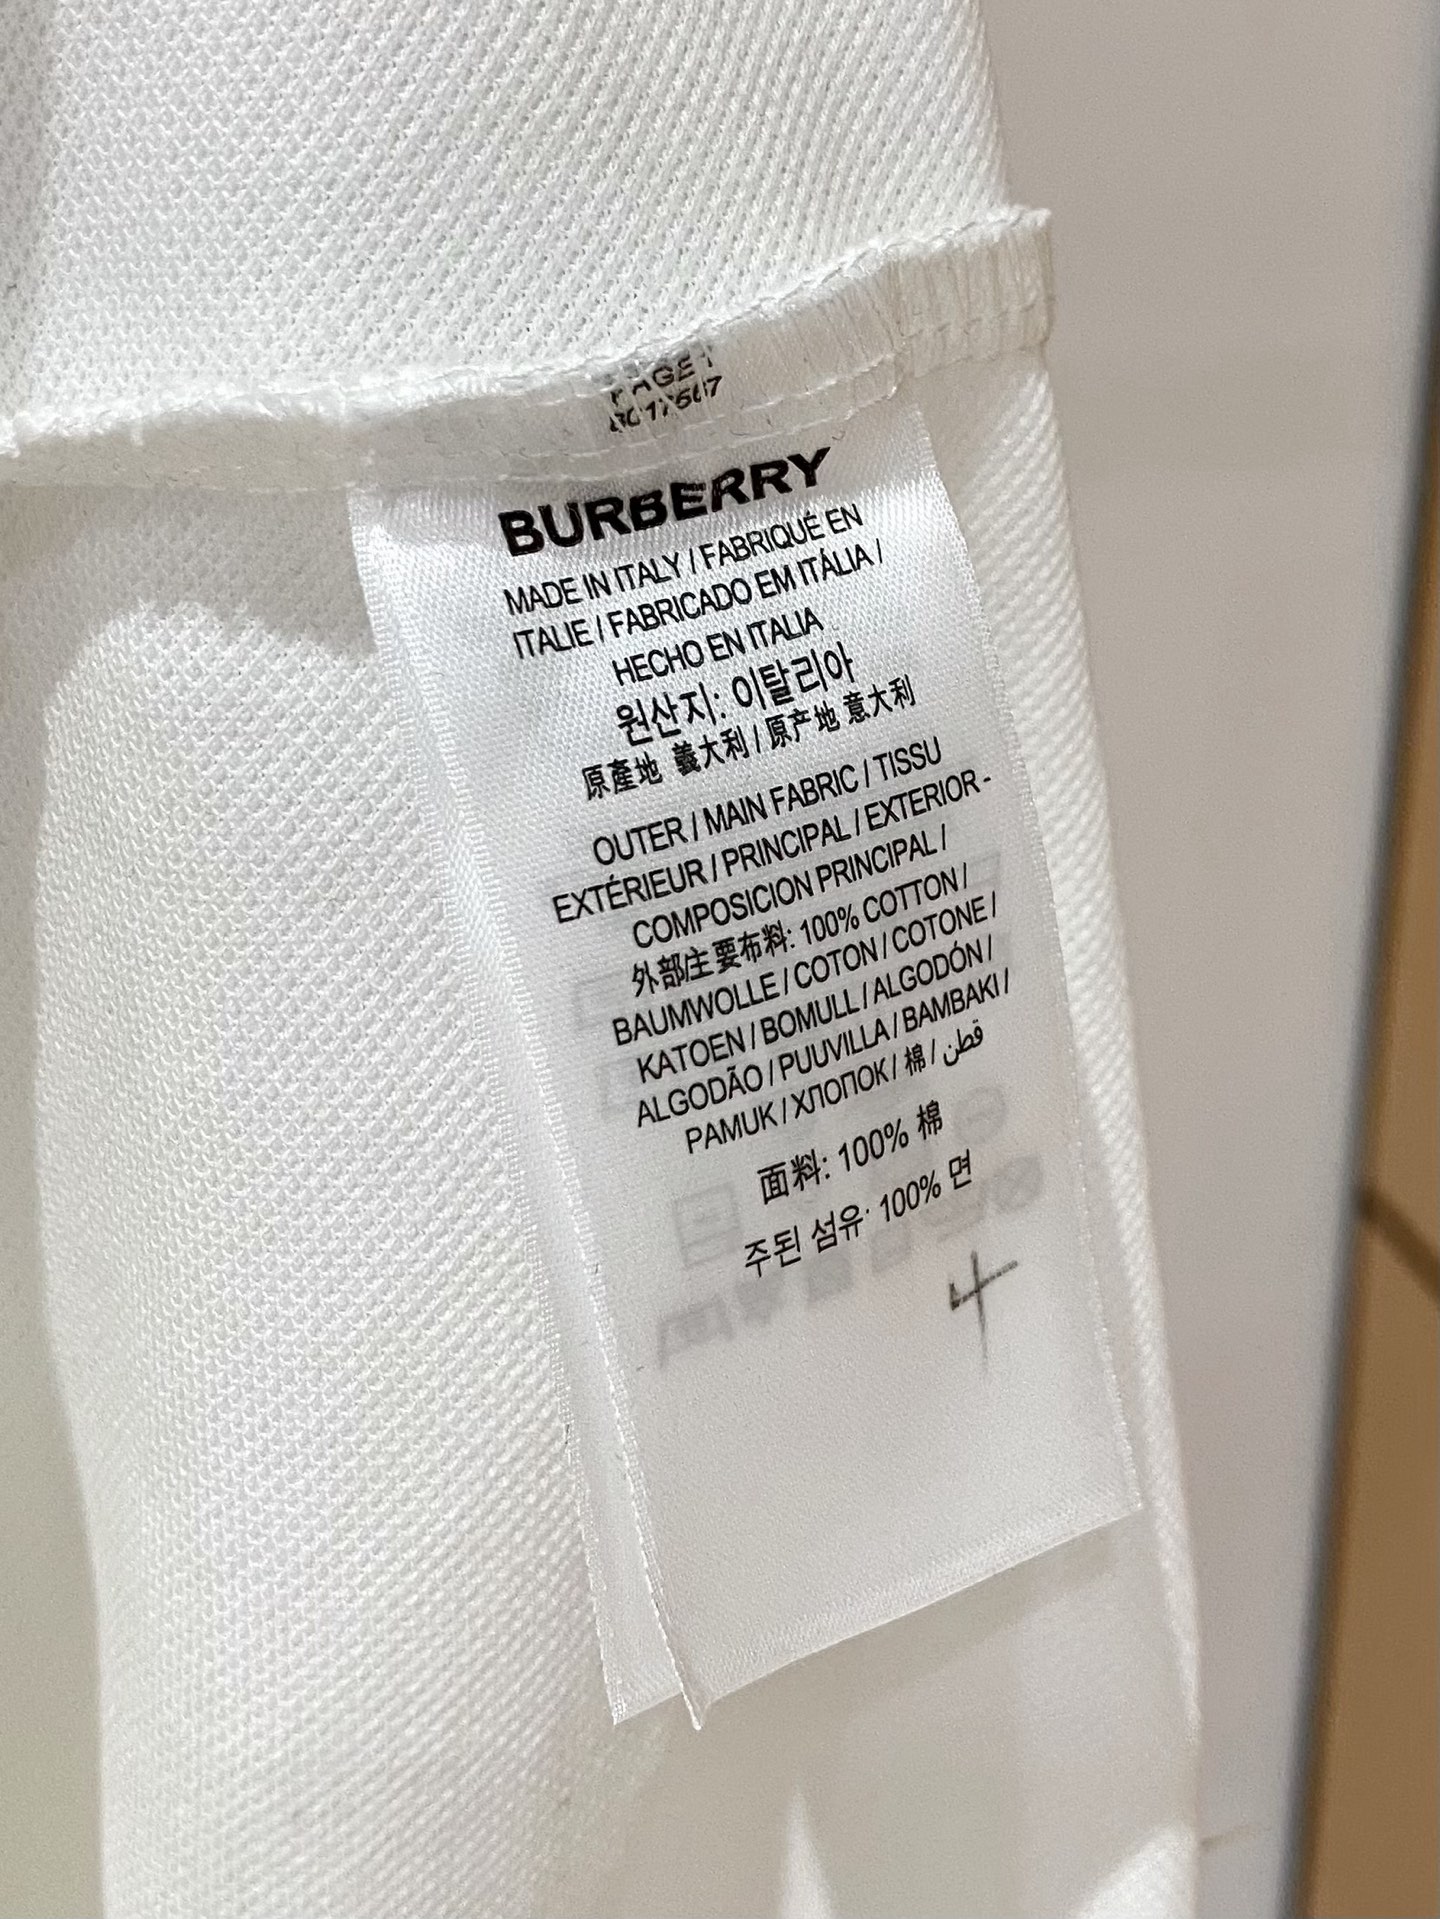 PAGE 1
BURBERRY
MADE IN ITALY / FABRIQUÉ EN
ITALIE / FABRICADO EM ITÁLIA /
HECHO EN ITALIA
원산지: 이탈리아
原產地 義大利 / 原产地 意大利
OUTER / MAIN FABRIC / TISSU
EXTÉRIEUR / PRINCIPAL / EXTERIOR -
COMPOSICION PRINCIPAL /
外部主要布料: 100% COTTON /
BAUMWOLLE / COTON / COTONE /
KATOEN / BOMULL / ALGODÓN /
ALGODÃO / PUUVILLA / BAMBAKI /
PAMUK / ХЛОПОК / 棉 / قطن
面料: 100% 棉
주된 섬유: 100% 면
4